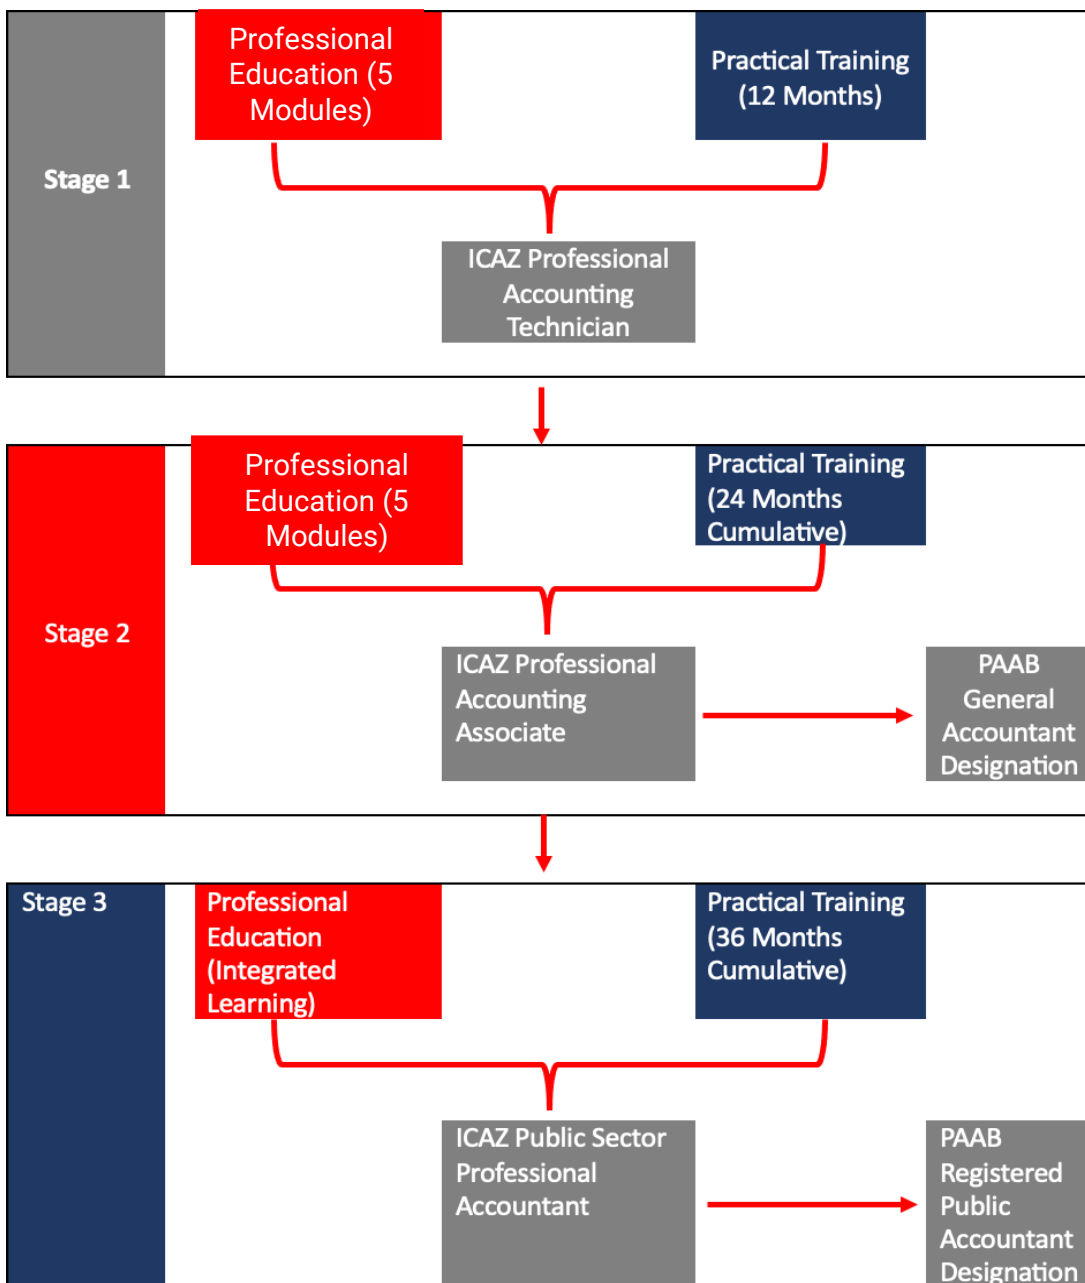 Professional
Education (5
Modules)
Practical Training
(12 Months)
Stage 1
ICAZ Professional
Accounting
Technician
Professional
Education (5
Modules)
Practical Training
(24 Months
Cumulative)
Stage 2
ICAZ Professional
Accounting
Associate
PAAB
General
Accountant
Designation
Stage 3
Professional
Education
(Integrated
Learning)
Practical Training
(36 Months
Cumulative)
ICAZ Public Sector
Professional
Accountant
PAAB
Registered
Public
Accountant
Designation